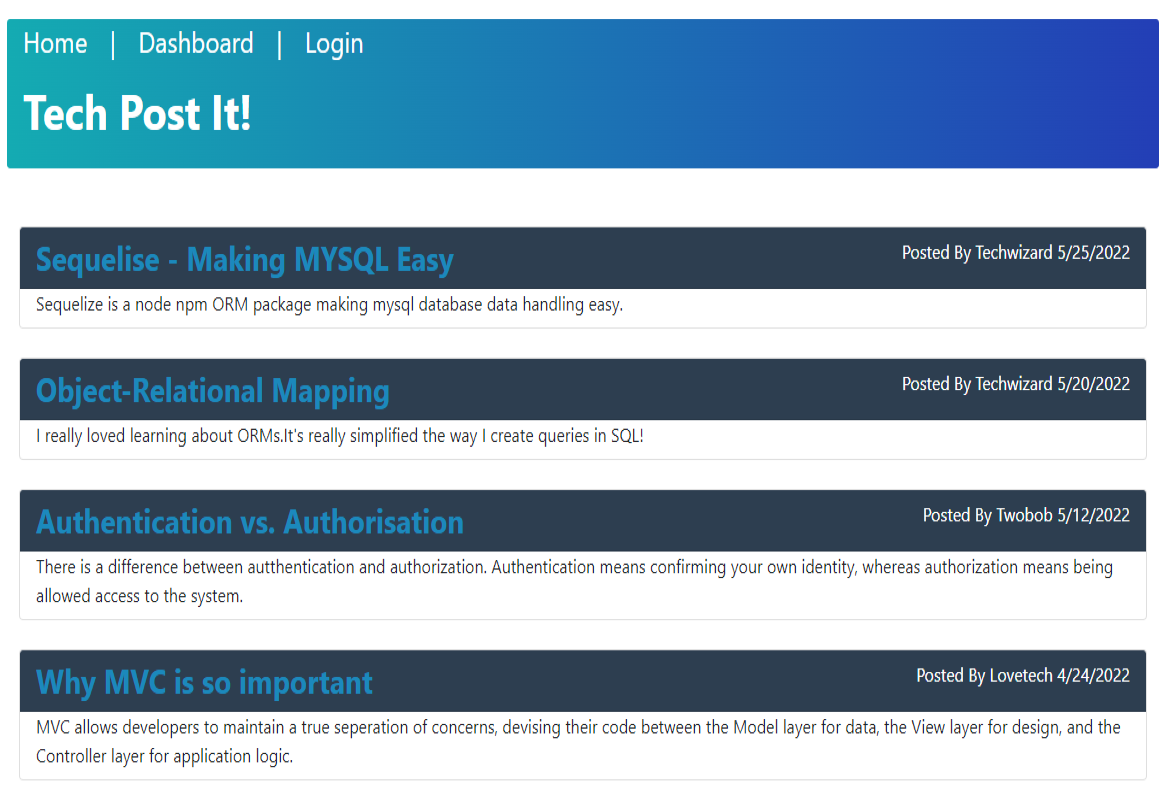 Home | Dashboard | Login
Tech Post It!
Sequelise - Making MYSQL Easy
Posted By Techwizard 5/25/2022
Sequelize is a node npm ORM package making mysql database data handling easy.
Object-Relational Mapping
Posted By Techwizard 5/20/2022
I really loved learning about ORMs.It's really simplified the way I create queries in SQL!
Authentication vs. Authorisation
Posted By Twobob 5/12/2022
There is a difference between autthentication and authorization. Authentication means confirming your own identity, whereas authorization means being
allowed access to the system.
Why MVC is so important
Posted By Lovetech 4/24/2022
MVC allows developers to maintain a true seperation of concerns, devising their code between the Model layer for data, the View layer for design, and the
Controller layer for application logic.